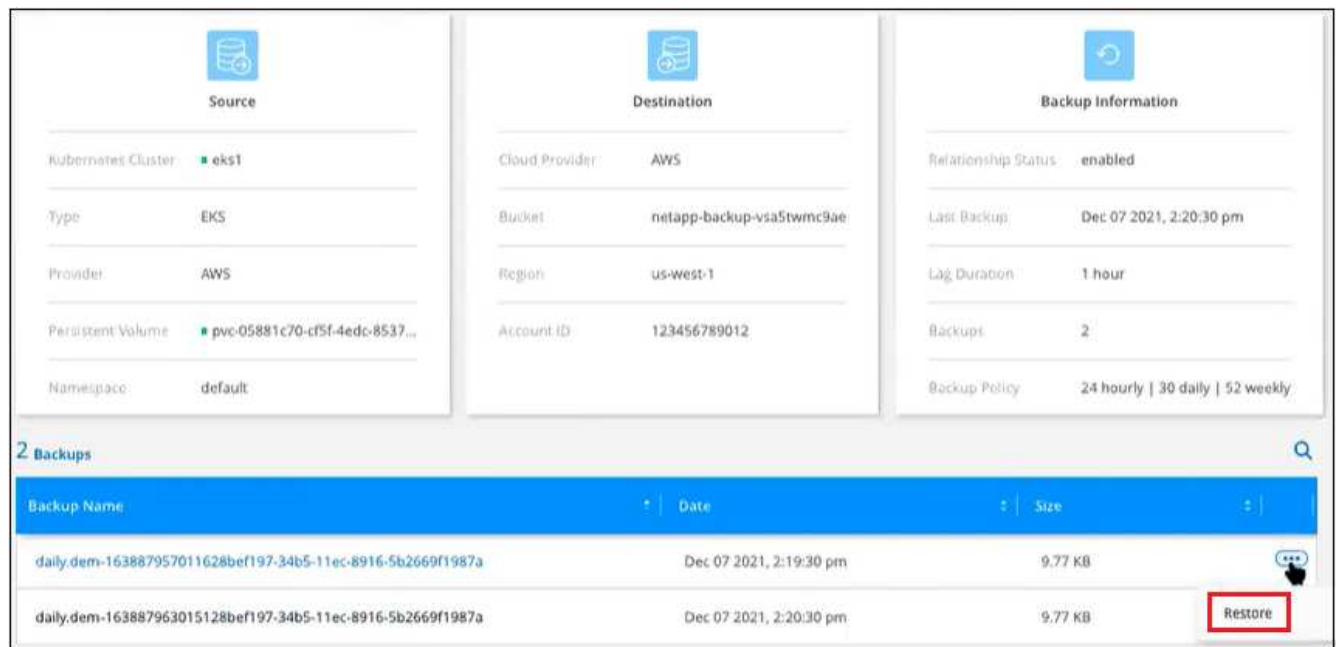 Source
Kubernetes Cluster eks1
Type EKS
Provider AWS
Persistent Volume pvc-05881c70-cf5f-4edc-8537...
Namespace default
Destination
Cloud Provider AWS
Bucket netapp-backup-vsa5twmc9ae
Region us-west-1
Account ID 123456789012
Backup Information
Relationship Status enabled
Last Backup Dec 07 2021, 2:20:30 pm
Lag Duration 1 hour
Backups 2
Backup Policy 24 hourly | 30 daily | 52 weekly
2 Backups
Backup Name Date Size
daily.dem-163887957011628bef197-34b5-11ec-8916-5b2669f1987a Dec 07 2021, 2:19:30 pm 9.77 KB
daily.dem-163887963015128bef197-34b5-11ec-8916-5b2669f1987a Dec 07 2021, 2:20:30 pm 9.77 KB
Restore